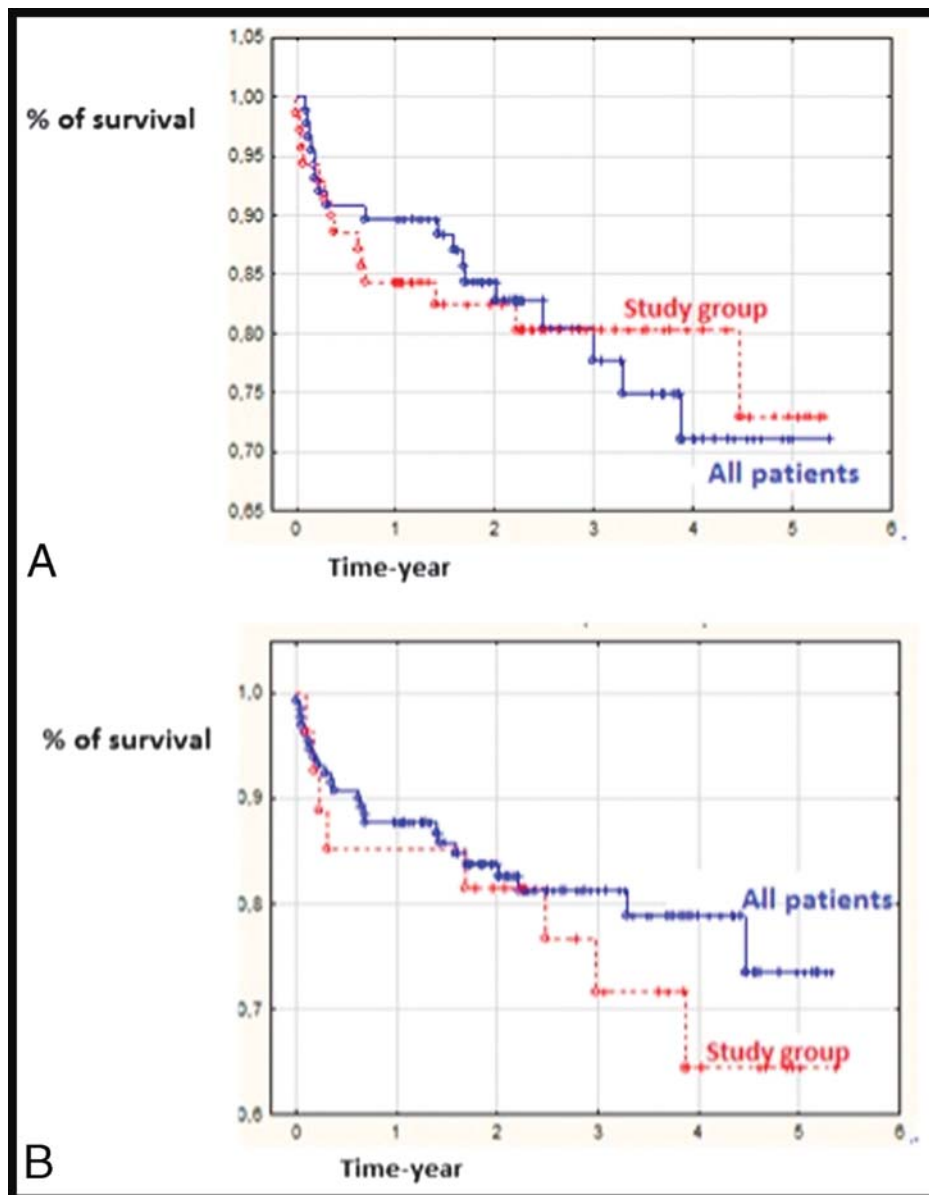 1,05
1,00
% of survival
0,95
0,90
0,85
Study group
0,80
0,75
0,70
All patients
0,65
0 1 2 3 4 5 6
A
Time-year
1,0
% of survival
0,9
All patients
0,8
0,7
Study group
0,6
0 1 2 3 4 5 6
B
Time-year